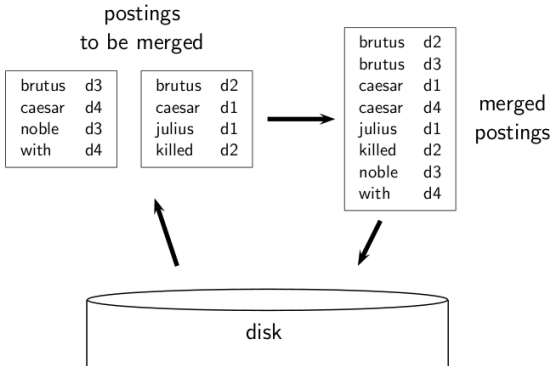 postings
to be merged
brutus d3
caesar d4
noble d3
with d4
brutus d2
caesar d1
julius d1
killed d2
brutus d2
brutus d3
caesar d1
caesar d4
julius d1
killed d2
noble d3
with d4
merged
postings
disk